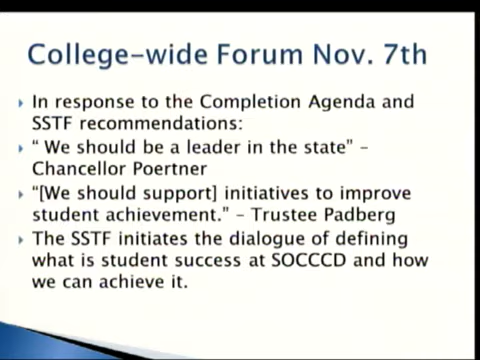 College-wide Forum Nov. 7th
In response to the Completion Agenda and
SSTF recommendations:
“ We should be a leader in the state” –
Chancellor Poertner
“[We should support] initiatives to improve
student achievement.” – Trustee Padberg
The SSTF initiates the dialogue of defining
what is student success at SOCCCD and how
we can achieve it.